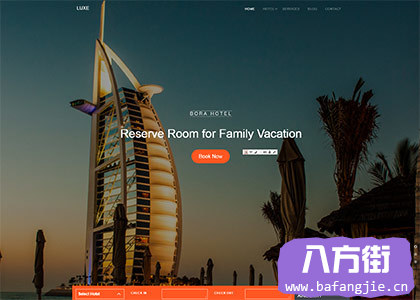 LUXE
HOME HOTEL SERVICES BLOG CONTACT
BORA HOTEL
Reserve Room for Family Vacation
Book Now
Select Hotel CHECK IN CHECK OUT
八方街
www.bafangjie.cn